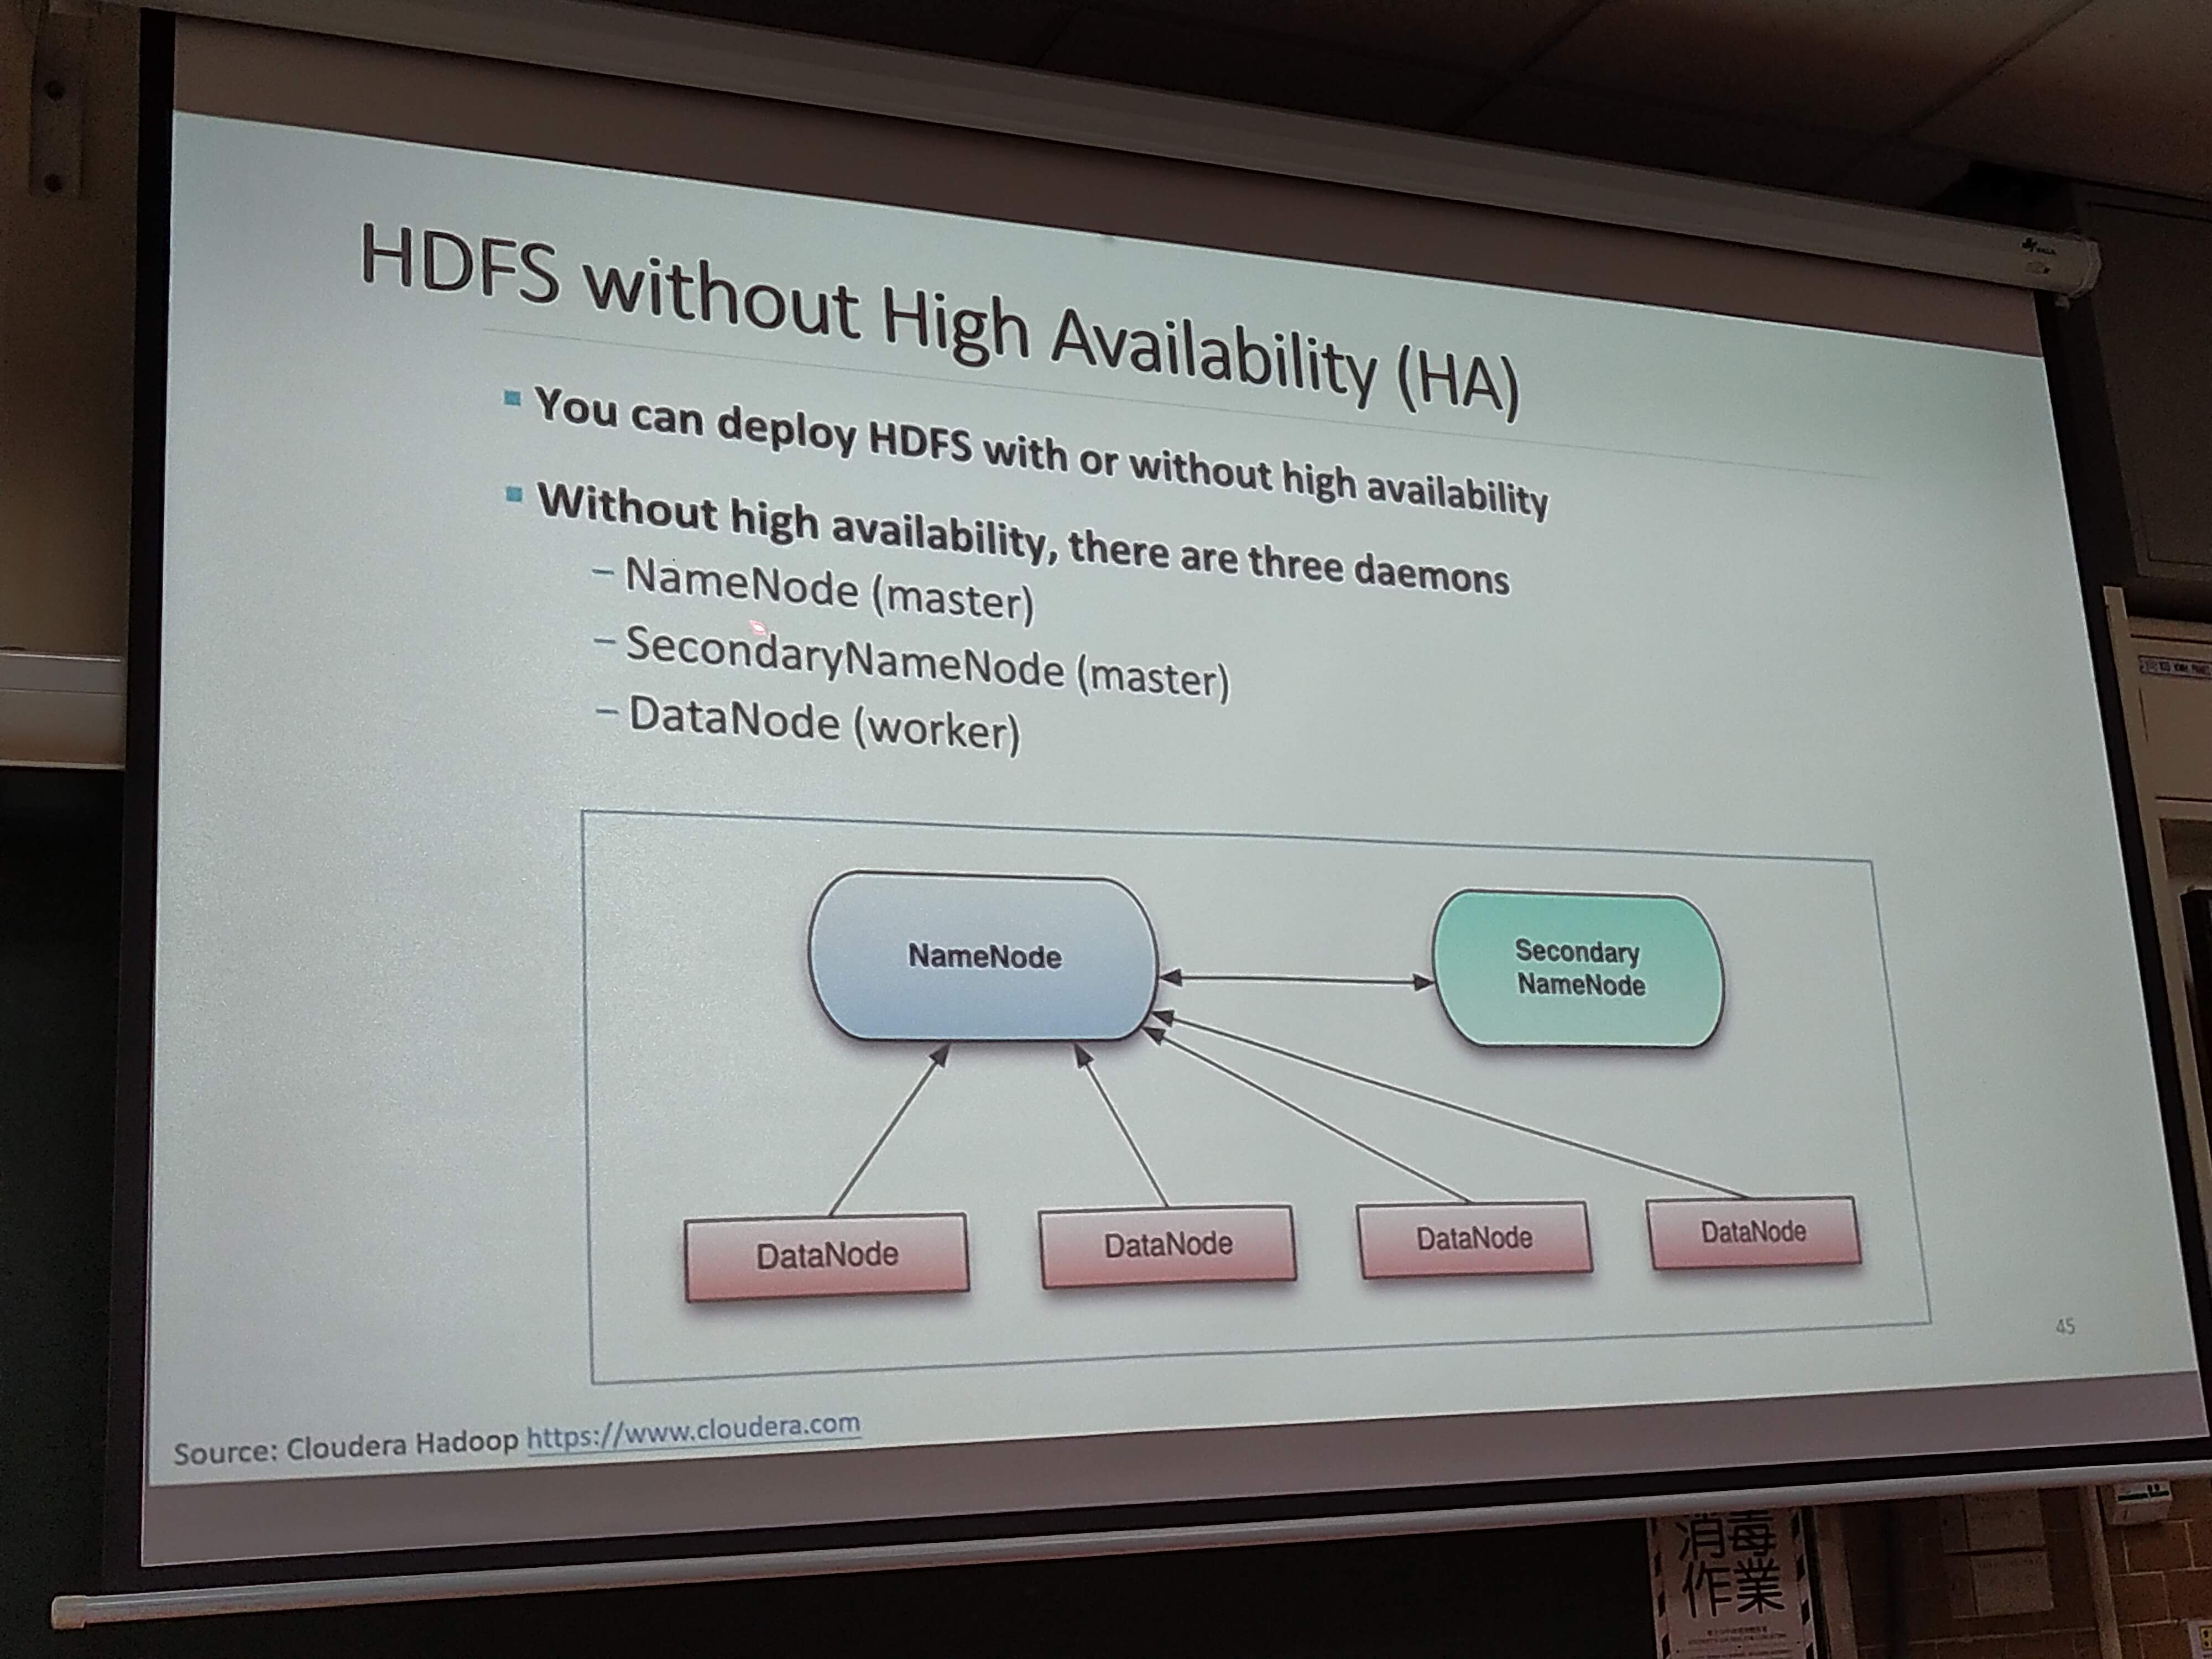 HDFS without High Availability (HA)
▪ You can deploy HDFS with or without high availability
▪ Without high availability, there are three daemons
– NameNode (master)
– SecondaryNameNode (master)
– DataNode (worker)
NameNode
Secondary
NameNode
DataNode
DataNode
DataNode
DataNode
45
Source: Cloudera Hadoop https://www.cloudera.com
消毒
作業